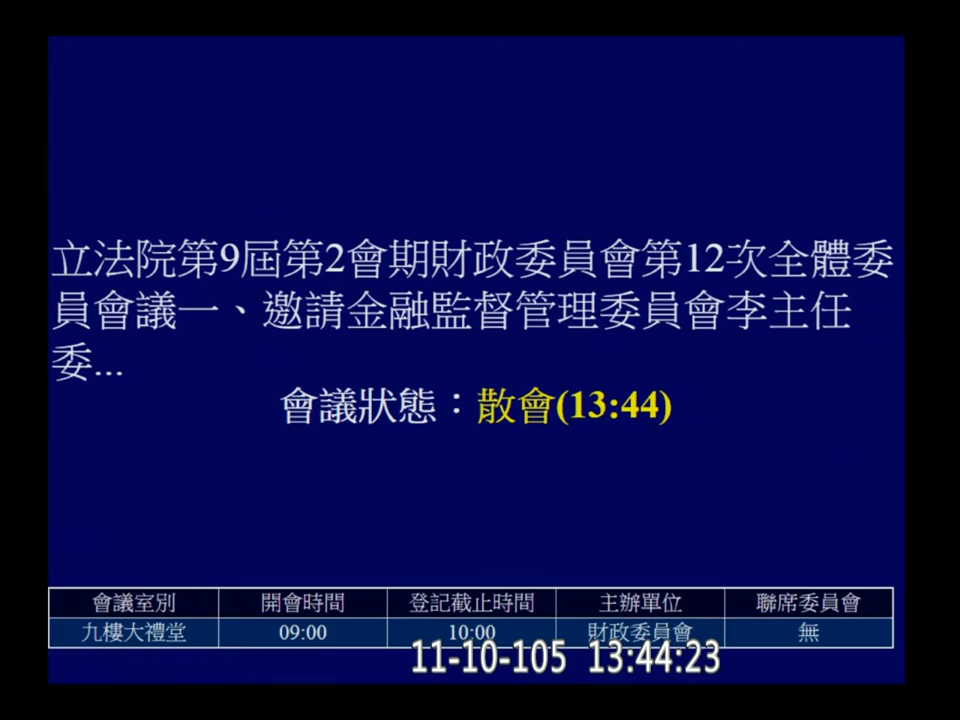 立法院第9屆第2會期財政委員會第12次全體委
員會議一、邀請金融監督管理委員會李主任
委...
會議狀態：散會(13:44)
會議室別 開會時間 登記截止時間 主辦單位 聯席委員會
九樓大禮堂 09:00 10:00 財政委員會 無
11-10-105 13:44:23